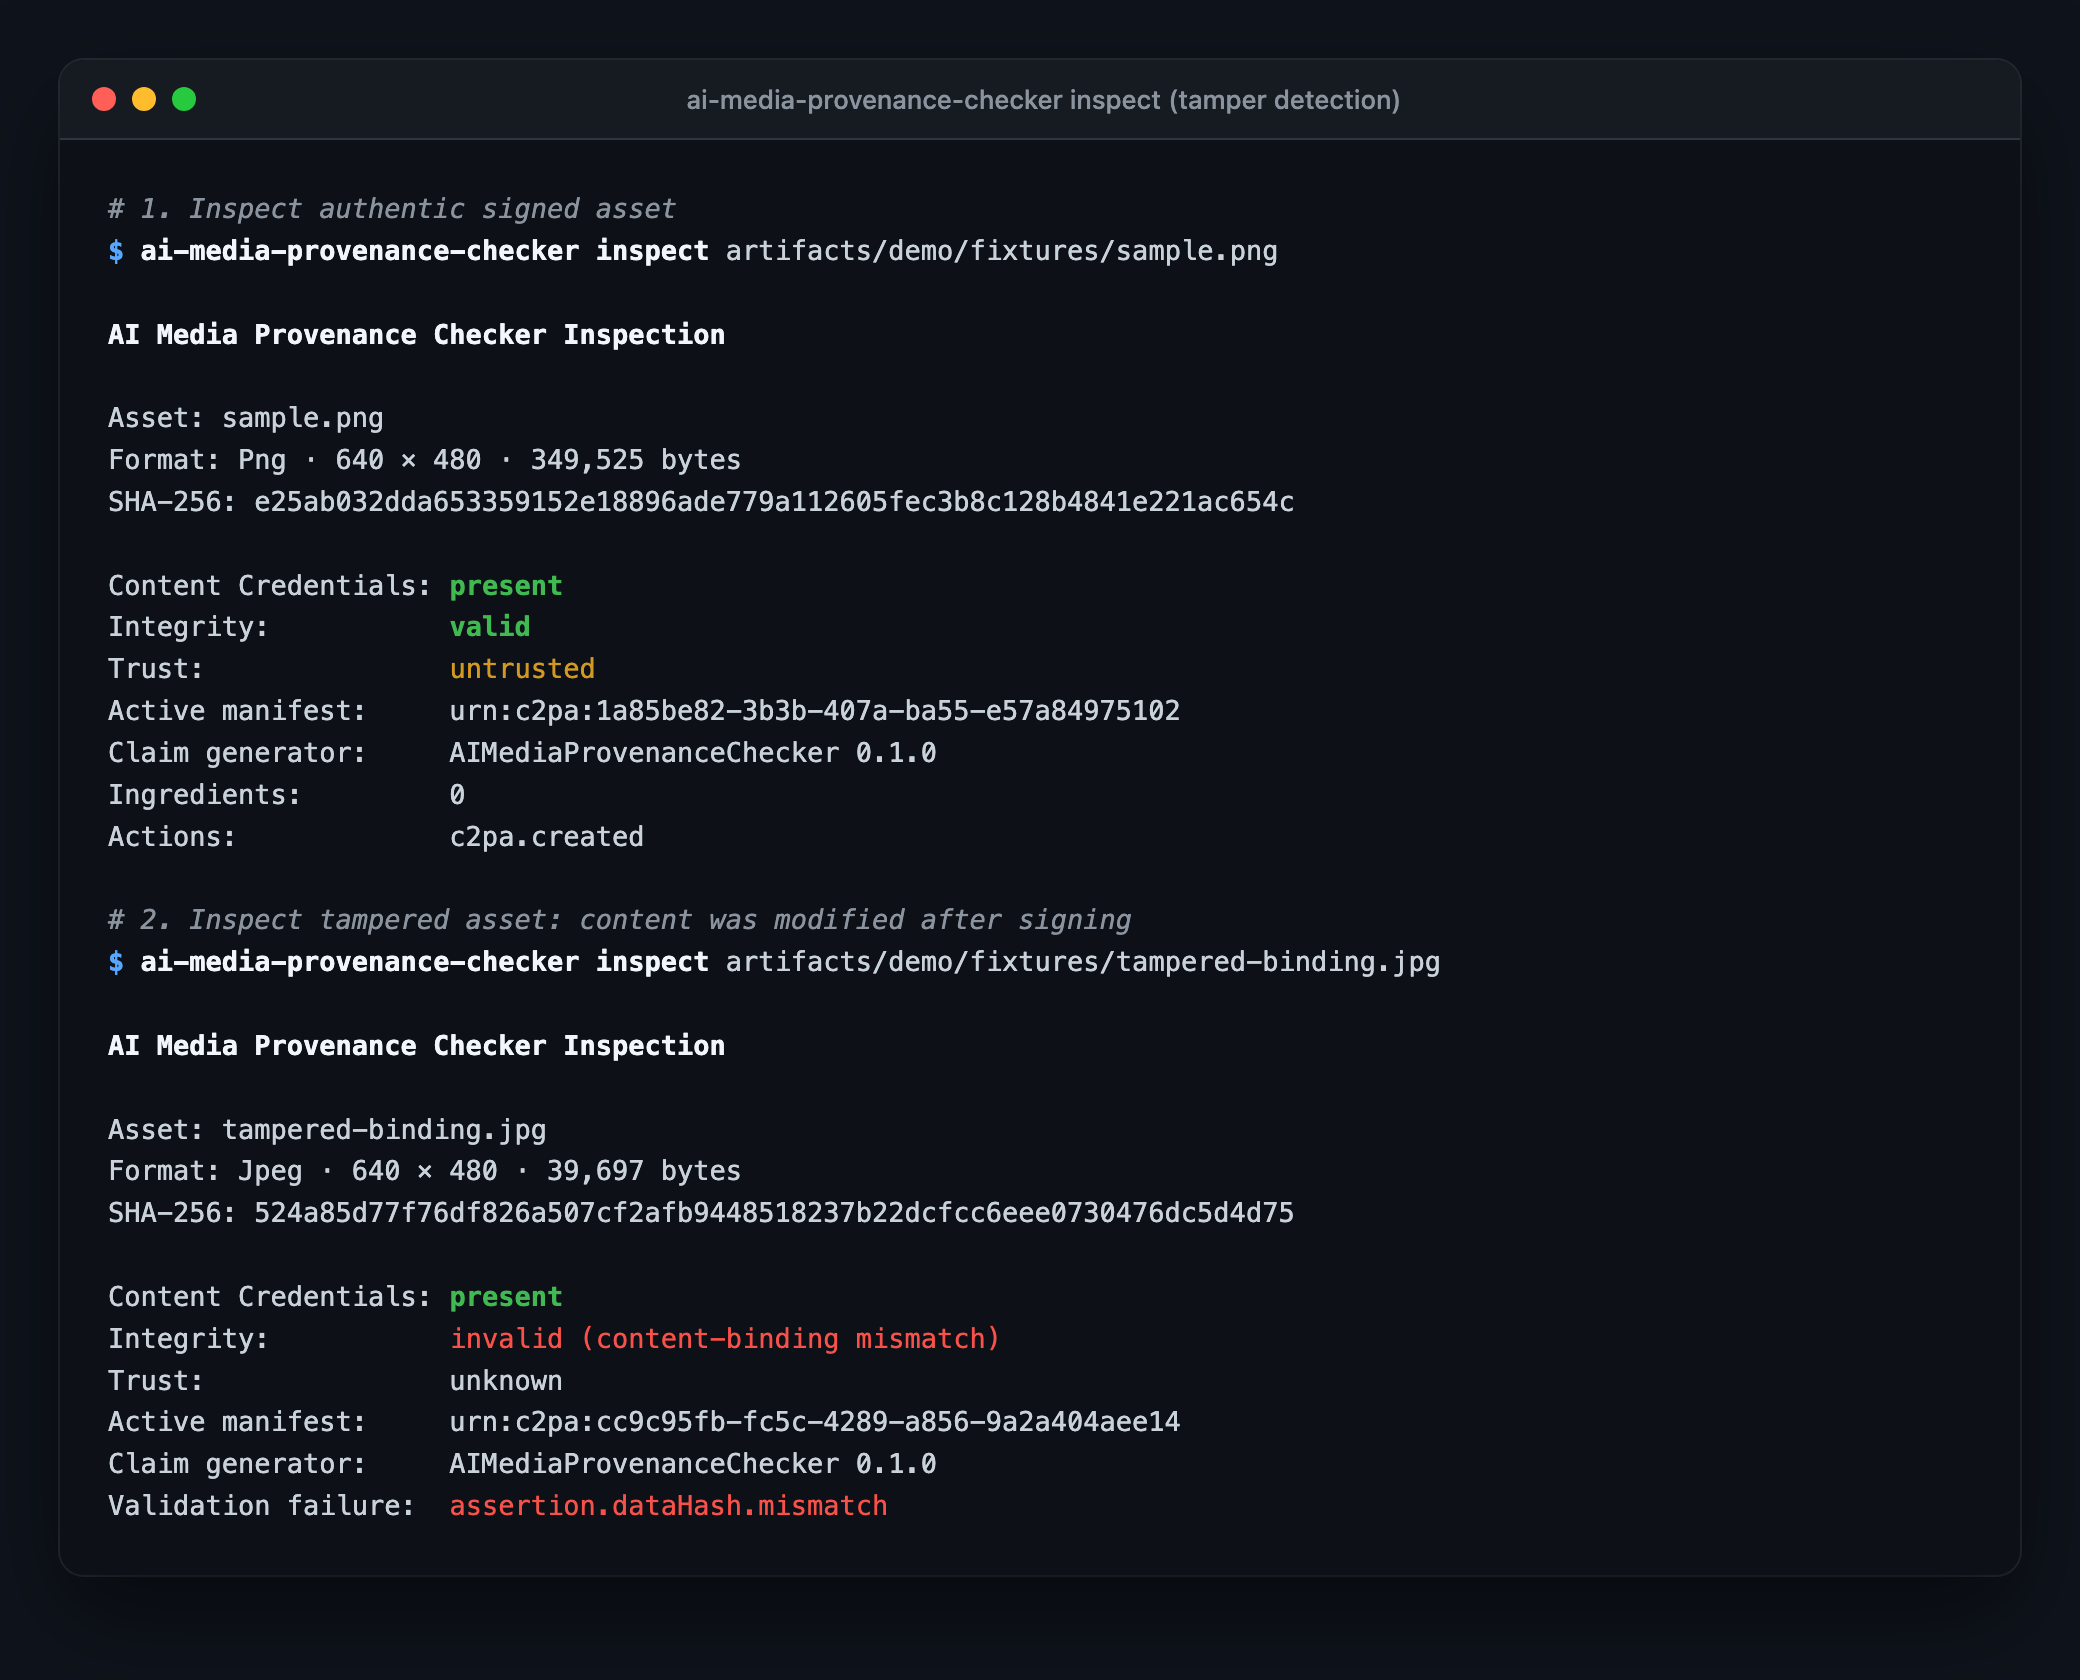 ai-media-provenance-checker inspect (tamper detection)
# 1. Inspect authentic signed asset
$ ai-media-provenance-checker inspect artifacts/demo/fixtures/sample.png
AI Media Provenance Checker Inspection
Asset: sample.png
Format: Png · 640 × 480 · 349,525 bytes
SHA-256: e25ab032dda653359152e18896ade779a112605fec3b8c128b4841e221ac654c
Content Credentials: present
Integrity: valid
Trust: untrusted
Active manifest: urn:c2pa:1a85be82-3b3b-407a-ba55-e57a84975102
Claim generator: AIMediaProvenanceChecker 0.1.0
Ingredients: 0
Actions: c2pa.created
# 2. Inspect tampered asset: content was modified after signing
$ ai-media-provenance-checker inspect artifacts/demo/fixtures/tampered-binding.jpg
AI Media Provenance Checker Inspection
Asset: tampered-binding.jpg
Format: Jpeg · 640 × 480 · 39,697 bytes
SHA-256: 524a85d77f76df826a507cf2afb9448518237b22dcfcc6eee0730476dc5d4d75
Content Credentials: present
Integrity: invalid (content-binding mismatch)
Trust: unknown
Active manifest: urn:c2pa:cc9c95fb-fc5c-4289-a856-9a2a404aee14
Claim generator: AIMediaProvenanceChecker 0.1.0
Validation failure: assertion.dataHash.mismatch